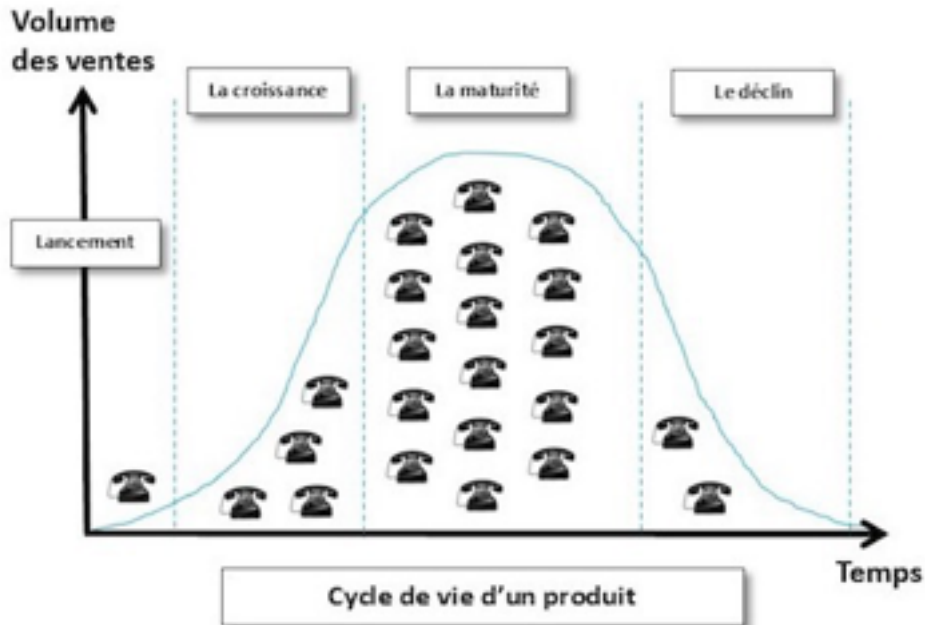 Volume
des ventes
La croissance
La maturité
Le déclin
Lancement
Temps
Cycle de vie d'un produit